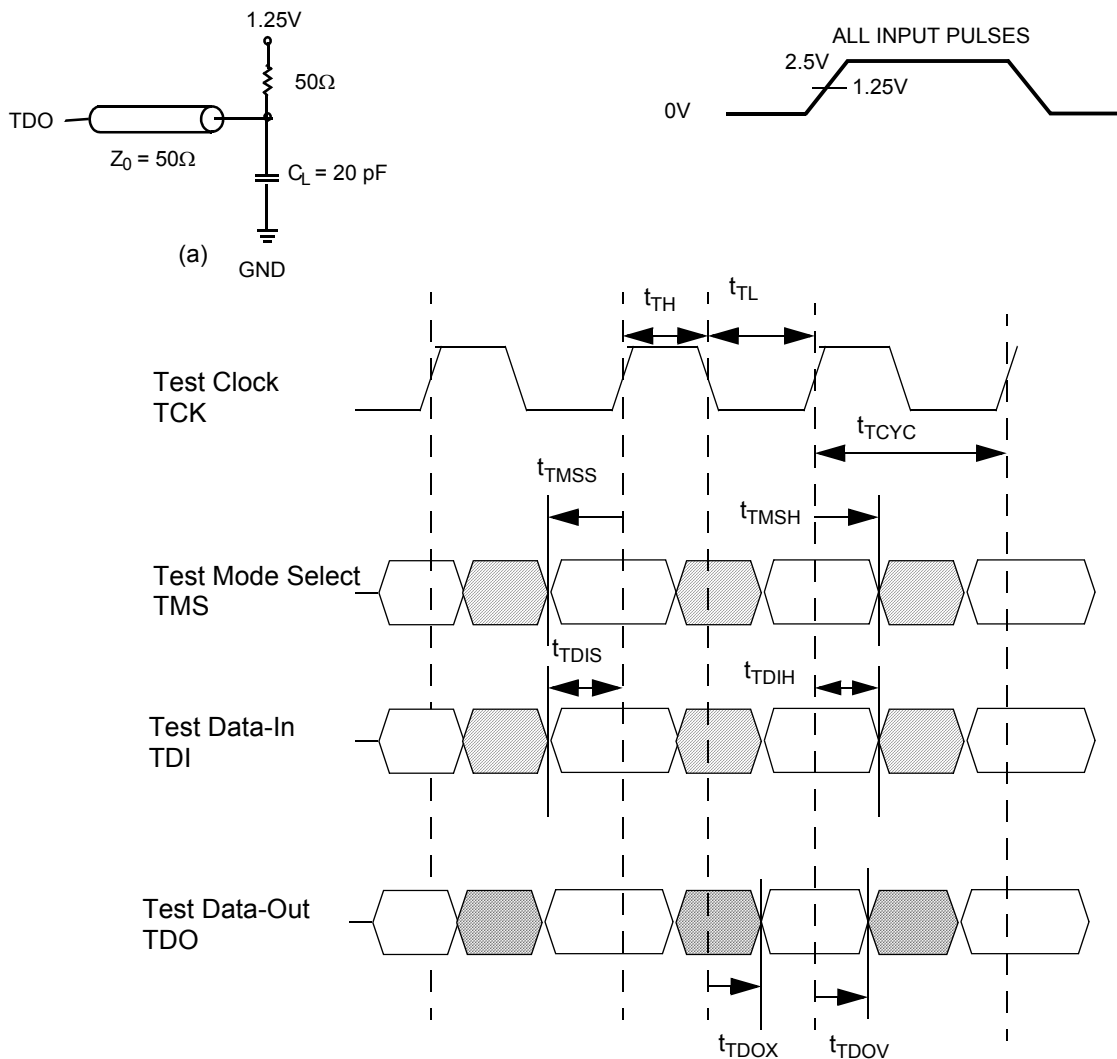 1.25V
50Ω
TDO
Z0 = 50Ω
CL = 20 pF
(a)
GND
ALL INPUT PULSES
2.5V
1.25V
0V
tTH
tTL
Test Clock
TCK
tTCYC
tTMSS
tTMSH
Test Mode Select
TMS
tTDIS
tTDIH
Test Data-In
TDI
Test Data-Out
TDO
tTDOX
tTDOV